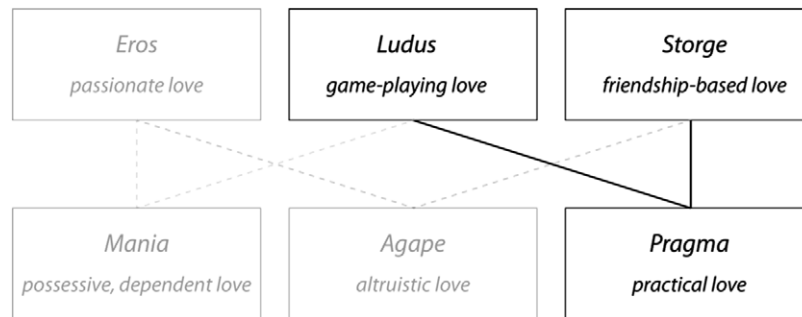 Eros
passionate love
Ludus
game-playing love
Storge
friendship-based love
Mania
possessive, dependent love
Agape
altruistic love
Pragma
practical love